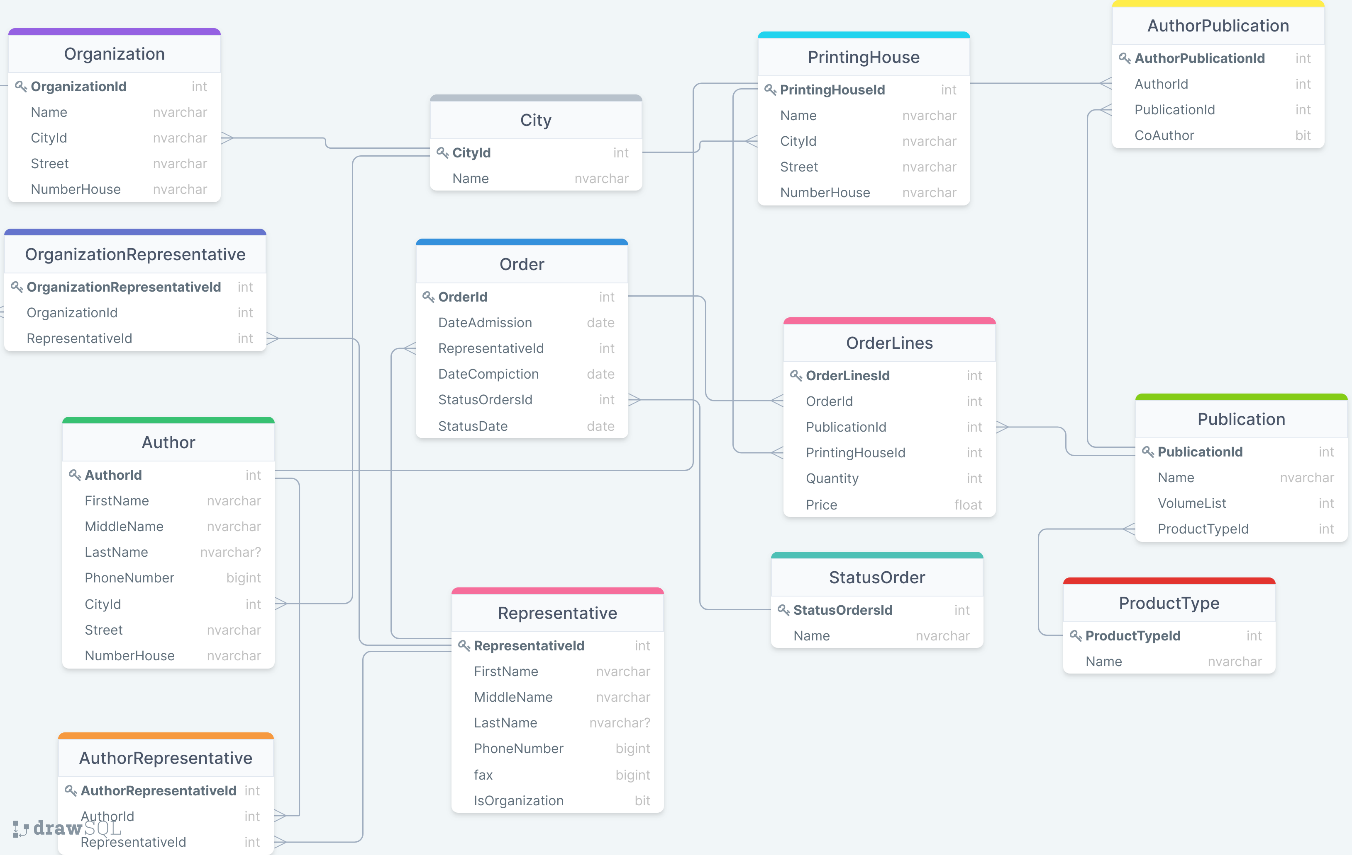 Organization
OrganizationId int
Name nvarchar
CityId nvarchar
Street nvarchar
NumberHouse nvarchar
OrganizationRepresentative
OrganizationRepresentativeId int
OrganizationId int
RepresentativeId int
Author
AuthorId int
FirstName nvarchar
MiddleName nvarchar
LastName nvarchar?
PhoneNumber bigint
CityId int
Street nvarchar
NumberHouse nvarchar
AuthorRepresentative
AuthorRepresentativeId int
AuthorId int
RepresentativeId int
drawSQL
City
CityId int
Name nvarchar
Order
OrderId int
DateAdmission date
RepresentativeId int
DateCompiction date
StatusOrdersId int
StatusDate date
Representative
RepresentativeId int
FirstName nvarchar
MiddleName nvarchar
LastName nvarchar?
PhoneNumber bigint
fax bigint
IsOrganization bit
PrintingHouse
PrintingHouseId int
Name nvarchar
CityId nvarchar
Street nvarchar
NumberHouse nvarchar
OrderLines
OrderLinesId int
OrderId int
PublicationId int
PrintingHouseId int
Quantity int
Price float
StatusOrder
StatusOrdersId int
Name nvarchar
AuthorPublication
AuthorPublicationId int
AuthorId int
PublicationId int
CoAuthor bit
Publication
PublicationId int
Name nvarchar
VolumeList int
ProductTypeId int
ProductType
ProductTypeId int
Name nvarchar